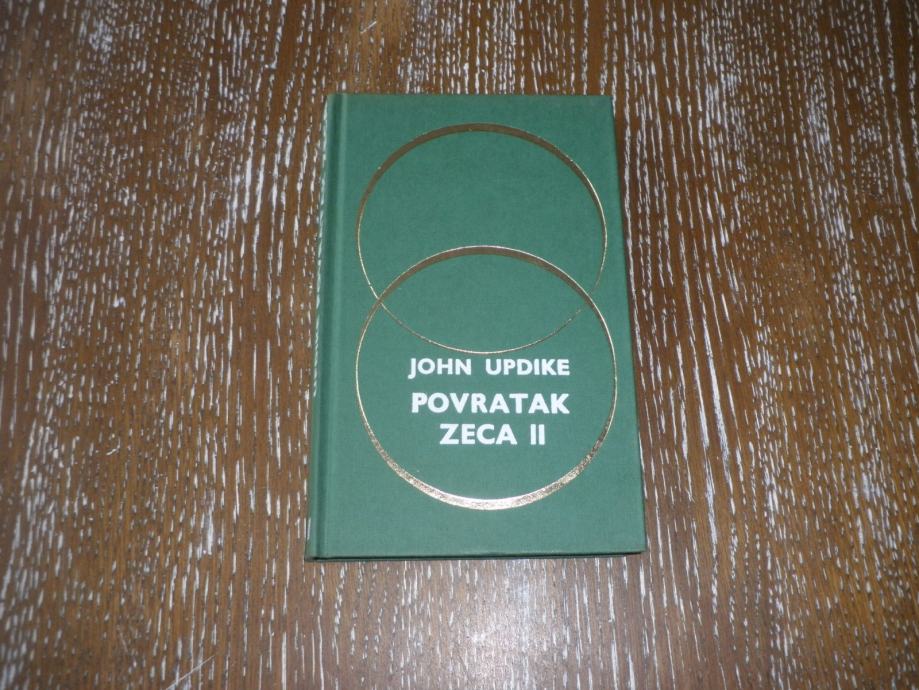 JOHN UPDIKE
POVRATAK
ZECA II